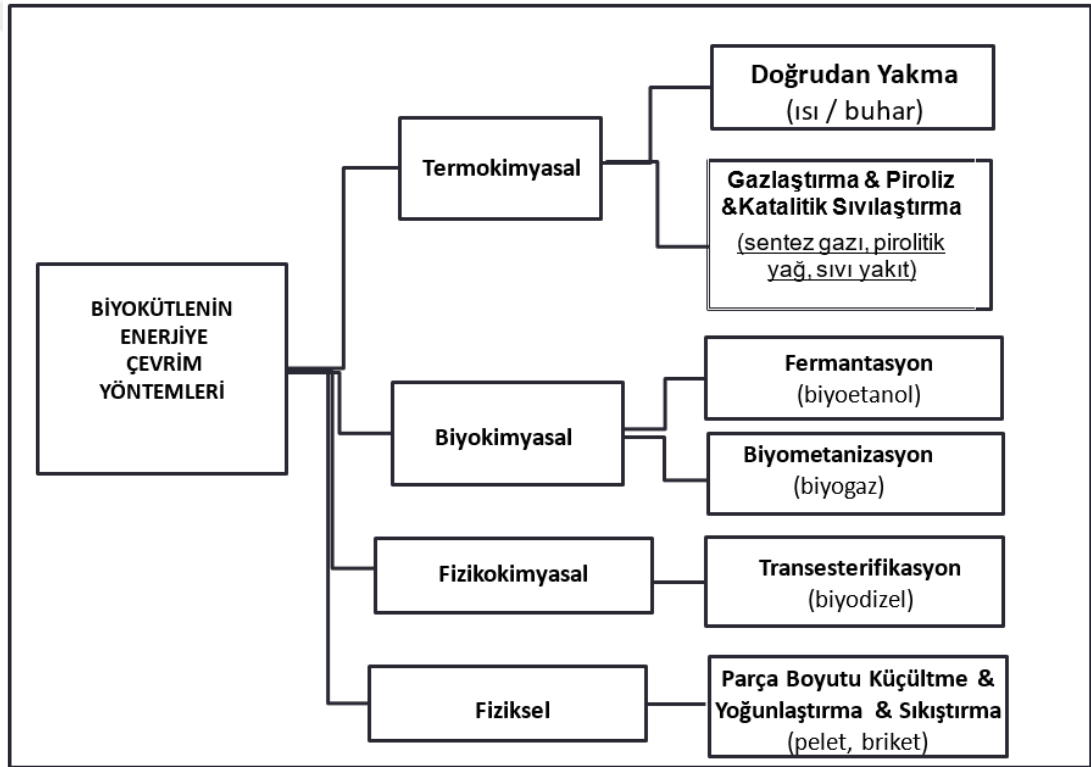 BİYOKÜTLENİN
ENERJİYE
ÇEVRİM
YÖNTEMLERİ
Termokimyasal
Doğrudan Yakma
(ısı / buhar)
Gazlaştırma & Piroliz
&Katalitik Sıvılaştırma
(sentez gazı, pirolitik
yağ, sıvı yakıt)
Biyokimyasal
Fermantasyon
(biyoetanol)
Biyometanizasyon
(biyogaz)
Fizikokimyasal
Transesterifikasyon
(biyodizel)
Fiziksel
Parça Boyutu Küçültme &
Yoğunlaştırma & Sıkıştırma
(pelet, briket)